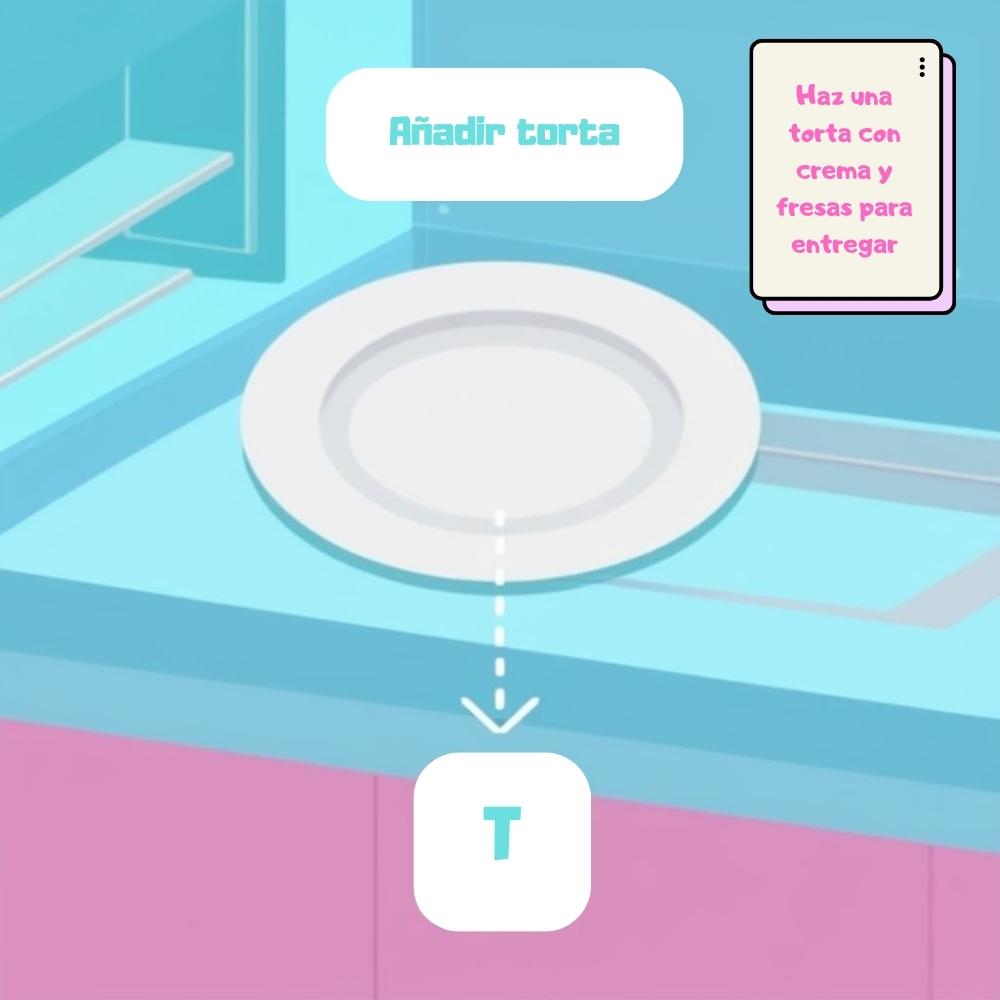 Añadir torta
Haz una
torta con
crema y
fresas para
entregar
T